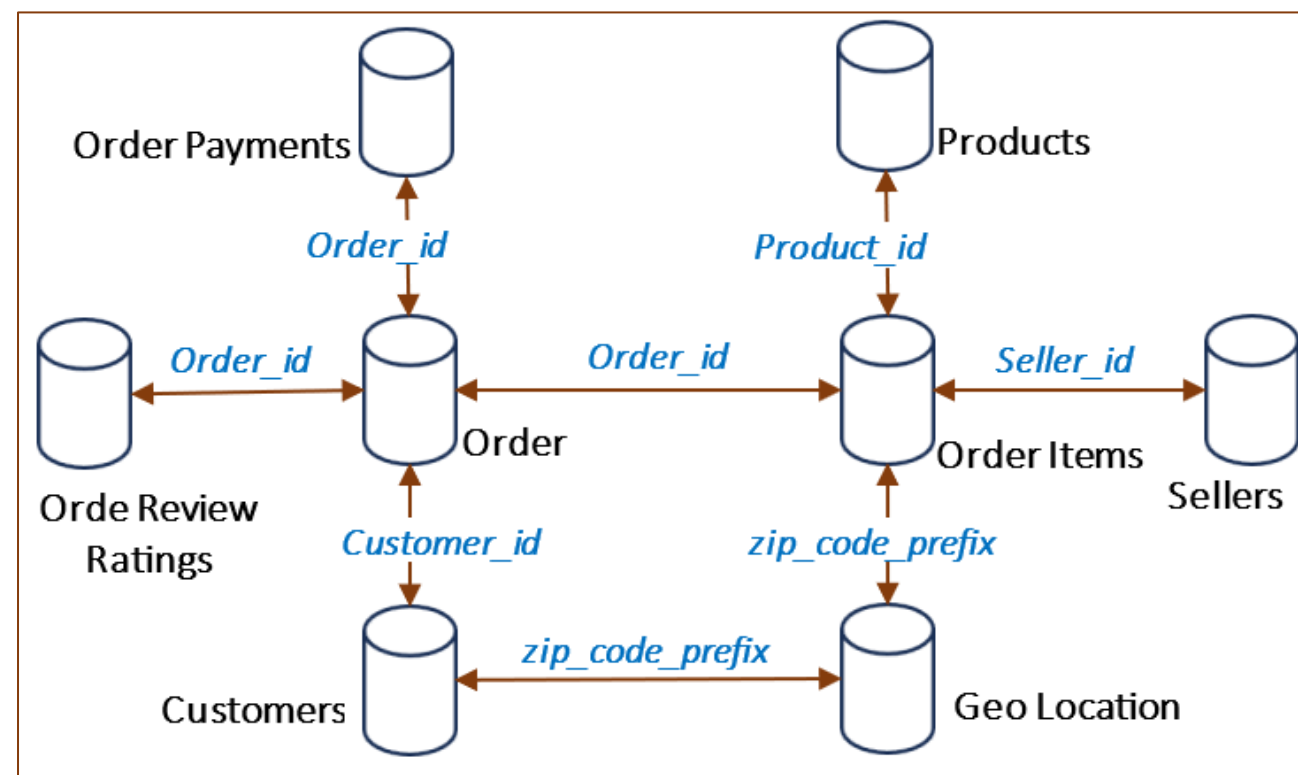 Order Payments
Products
Order_id
Product_id
Order_id
Order_id
Seller_id
Order
Order Items
Sellers
Orde Review
Ratings
Customer_id
zip_code_prefix
zip_code_prefix
Customers
Geo Location